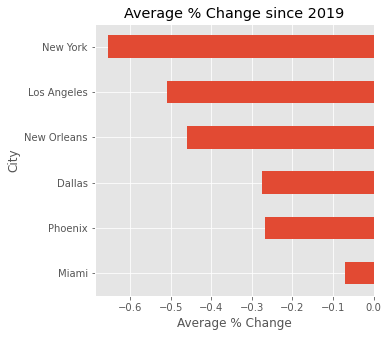 Average % Change since 2019
New York
Los Angeles
New Orleans
Dallas
Phoenix
Miami
City
−0.6 −0.5 −0.4 −0.3 −0.2 −0.1 0.0
Average % Change